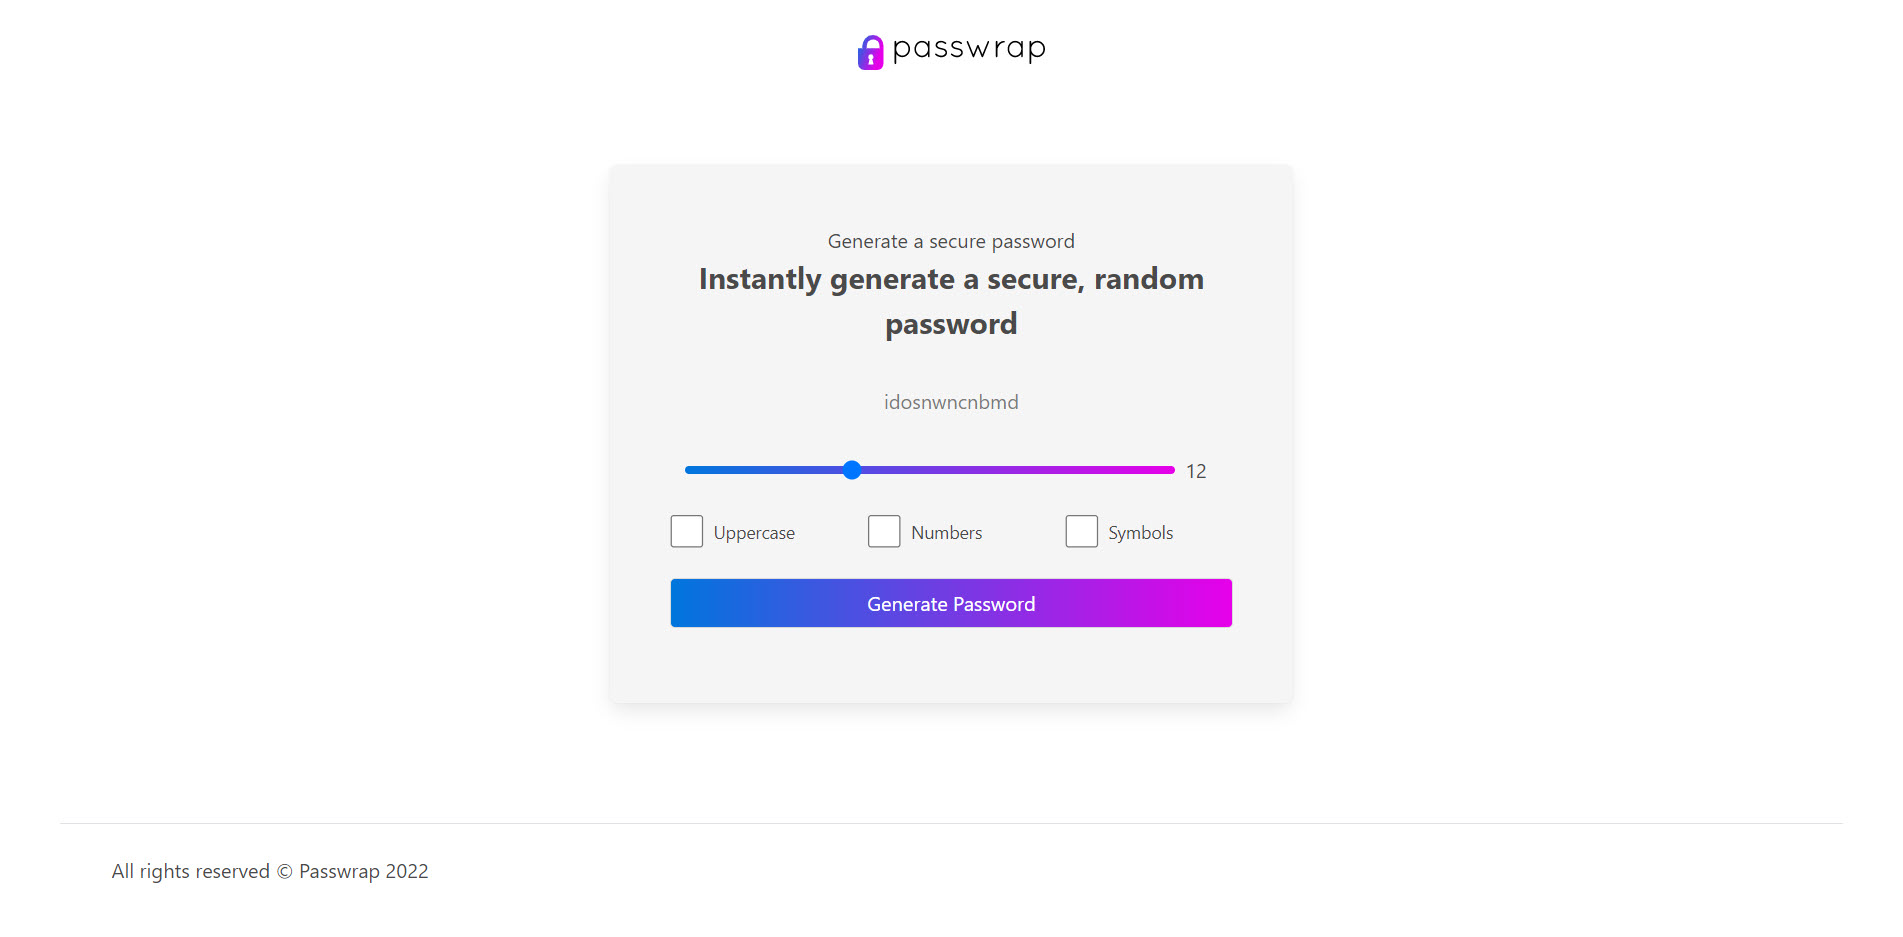 passwrap
Generate a secure password
Instantly generate a secure, random
password
idosnwncnbmd
12
Uppercase Numbers Symbols
Generate Password
All rights reserved © Passwrap 2022